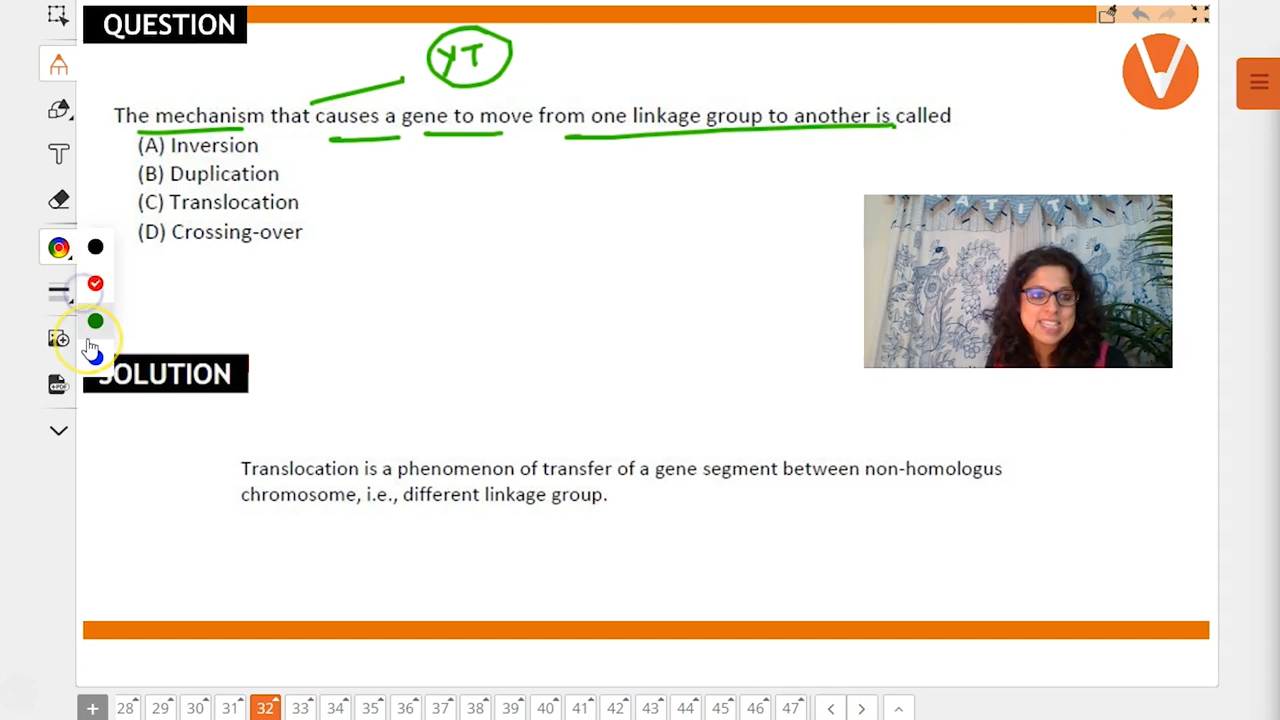 QUESTION
YT
The mechanism that causes a gene to move from one linkage group to another is called
(A) Inversion
(B) Duplication
(C) Translocation
(D) Crossing-over
ATITU
SOLUTION
Translocation is a phenomenon of transfer of a gene segment between non-homologus
chromosome, i.e., different linkage group.
28 29 30 31 32 33 34 35 36 37 38 39 40 41 42 43 44 45 46 47